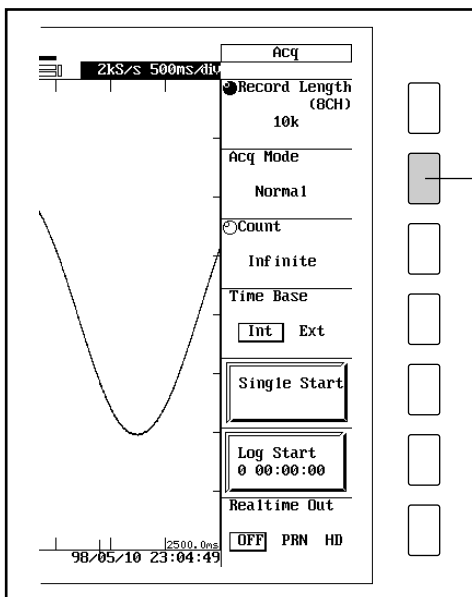 Acq
2kS/s 500ms/div
Record Length
(8CH)
10k
Acq Mode
Normal
Count
Infinite
Time Base
Int Ext
Single Start
Log Start
0 00:00:00
Realtime Out
OFF PRN HD
2500.0ms
98/05/10 23:04:49